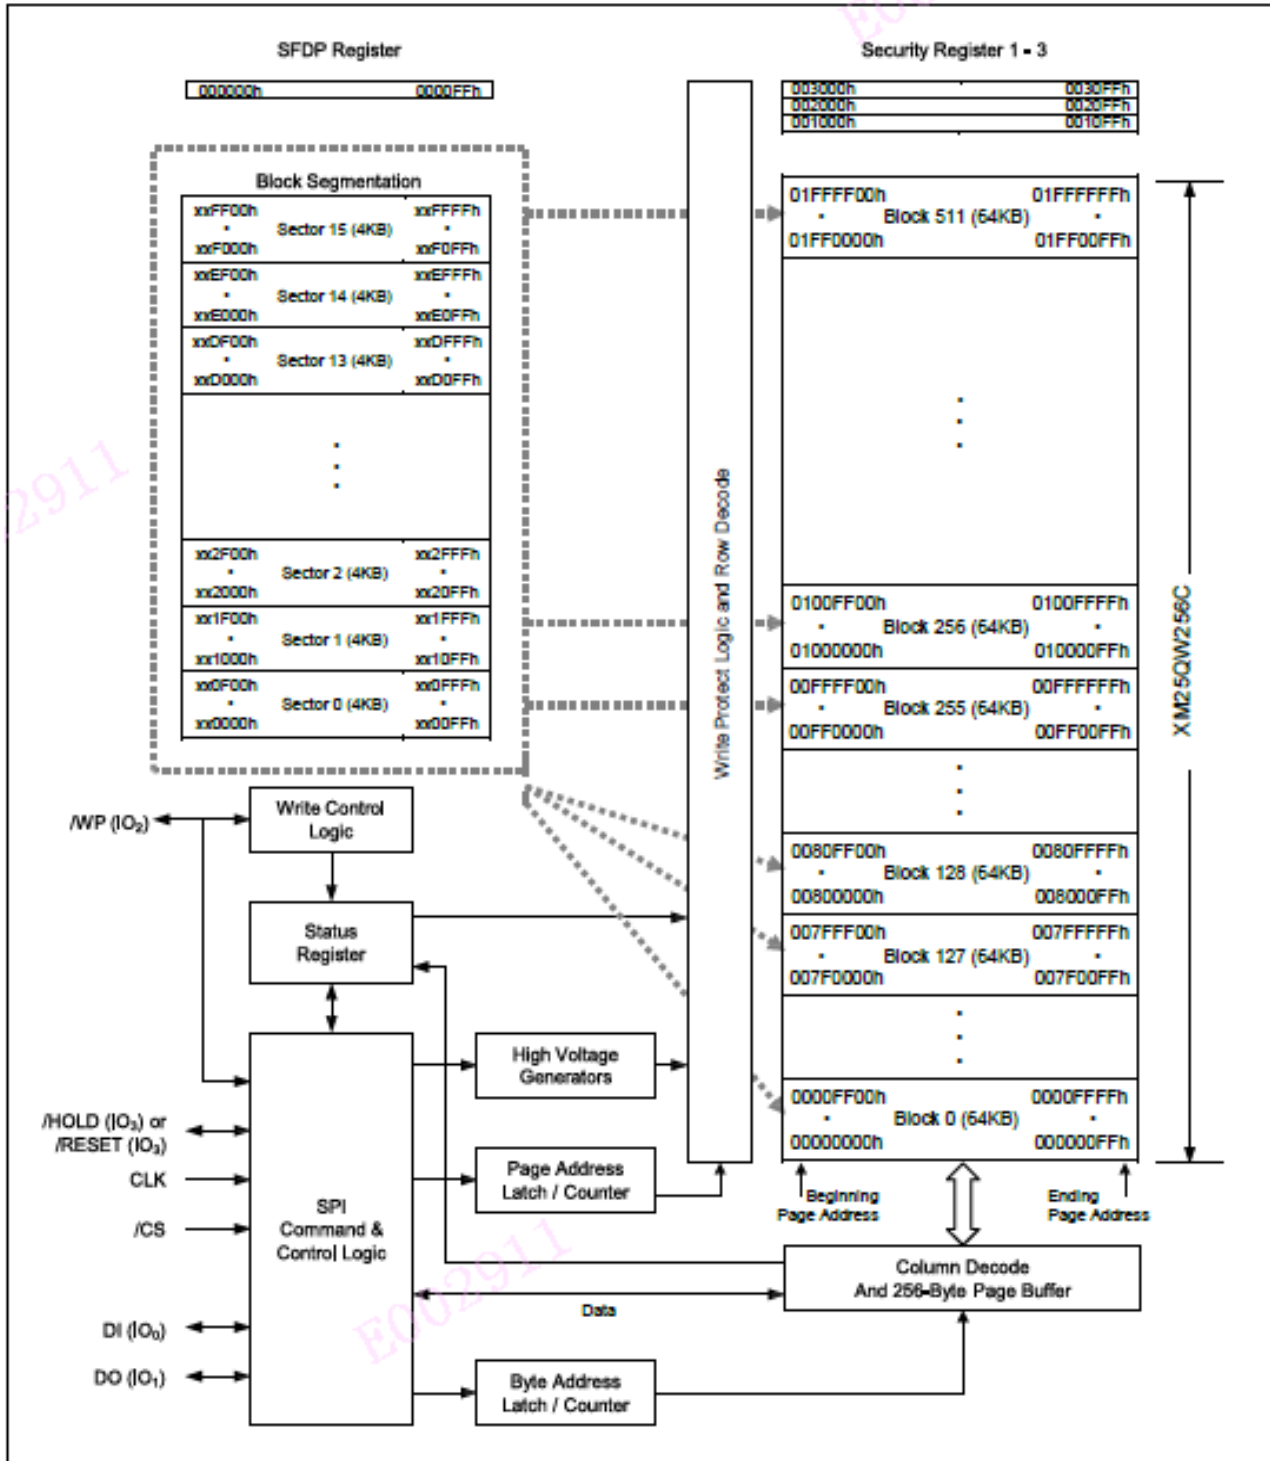 SFDP Register
000000h 0000FFh
Security Register 1 - 3
003000h 0030FFh
002000h 0020FFh
001000h 0010FFh
Block Segmentation
xxFF00h xxFFFFh
Sector 15 (4KB)
xxF000h xxF0FFh
xxEF00h xxEFFFh
Sector 14 (4KB)
xxE000h xxE0FFh
xxDF00h xxDFFFh
Sector 13 (4KB)
xxD000h xxD0FFh
xx2F00h xx2FFFh
Sector 2 (4KB)
xx2000h xx20FFh
xx1F00h xx1FFFh
Sector 1 (4KB)
xx1000h xx10FFh
xx0F00h xx0FFFh
Sector 0 (4KB)
xx0000h xx00FFh
Write Protect Logic and Row Decode
01FFFF00h 01FFFFFFh
Block 511 (64KB)
01FF0000h 01FF00FFh
0100FF00h 0100FFFFh
Block 256 (64KB)
01000000h 010000FFh
00FFFF00h 00FFFFFFh
Block 255 (64KB)
00FF0000h 00FF00FFh
0080FF00h 0080FFFFh
Block 128 (64KB)
00800000h 008000FFh
007FFF00h 007FFFFFh
Block 127 (64KB)
007F0000h 007F00FFh
0000FF00h 0000FFFFh
Block 0 (64KB)
00000000h 000000FFh
XM25QW256C
Beginning
Page Address
Ending
Page Address
/WP (IO₂)
Write Control
Logic
Status
Register
/HOLD (IO₃) or
/RESET (IO₃)
CLK
/CS
DI (IO₀)
DO (IO₁)
SPI
Command &
Control Logic
High Voltage
Generators
Page Address
Latch / Counter
Column Decode
And 256-Byte Page Buffer
Data
Byte Address
Latch / Counter
E002911